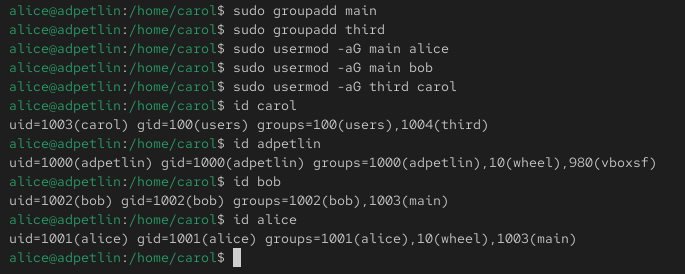 alice@adpetlin:/home/carol$ sudo groupadd main
alice@adpetlin:/home/carol$ sudo groupadd third
alice@adpetlin:/home/carol$ sudo usermod -aG main alice
alice@adpetlin:/home/carol$ sudo usermod -aG main bob
alice@adpetlin:/home/carol$ sudo usermod -aG third carol
alice@adpetlin:/home/carol$ id carol
uid=1003(carol) gid=100(users) groups=100(users),1004(third)
alice@adpetlin:/home/carol$ id adpetlin
uid=1000(adpetlin) gid=1000(adpetlin) groups=1000(adpetlin),10(wheel),980(vboxsf)
alice@adpetlin:/home/carol$ id bob
uid=1002(bob) gid=1002(bob) groups=1002(bob),1003(main)
alice@adpetlin:/home/carol$ id alice
uid=1001(alice) gid=1001(alice) groups=1001(alice),10(wheel),1003(main)
alice@adpetlin:/home/carol$